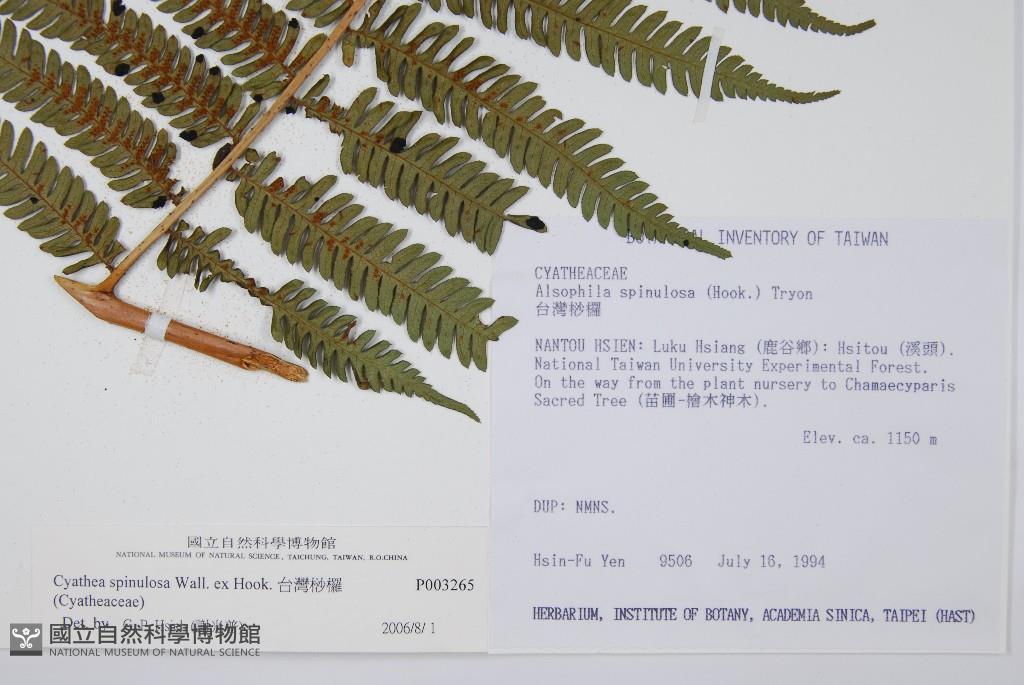 INVENTORY OF TAIWAN
CYATHEACEAE
Alsophila spinulosa (Hook.) Tryon
台灣桫欏
NANTOU HSIEN: Luku Hsiang (鹿谷鄉): Hsitou (溪頭).
National Taiwan University Experimental Forest.
On the way from the plant nursery to Chamaecyparis
Sacred Tree (苗圃-檜木神木).
Elev. ca. 1150 m
DUP: NMNS.
Hsin-Fu Yen 9506 July 16, 1994
HERBARIUM, INSTITUTE OF BOTANY, ACADEMIA SINICA, TAIPEI (HAST)
國立自然科學博物館
NATIONAL MUSEUM OF NATURAL SCIENCE, TAICHUNG, TAIWAN, R.O.CHINA
Cyathea spinulosa Wall. ex Hook. 台灣桫欏 P003265
(Cyatheaceae)
Det. by 2006/8/1
國立自然科學博物館
NATIONAL MUSEUM OF NATURAL SCIENCE